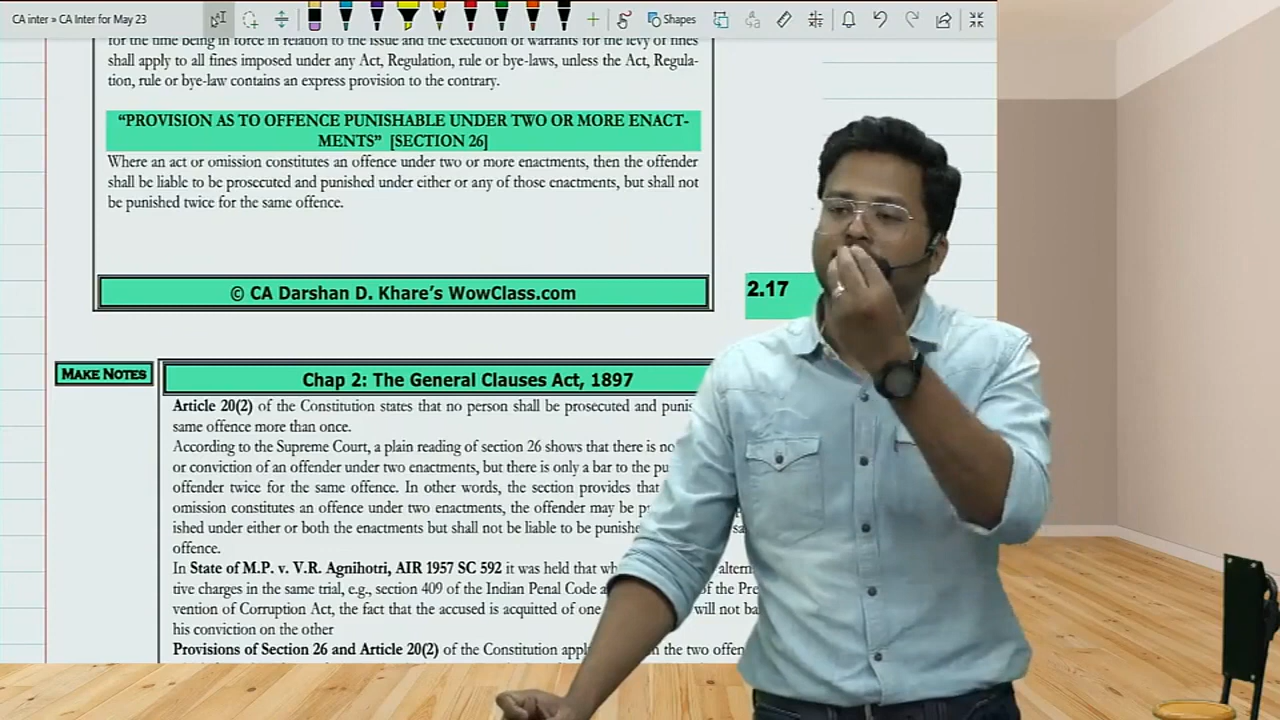 CA inter » CA Inter for May 23
Shapes
for the time being in force in relation to the issue and the execution of warrants for the levy of fines
shall apply to all fines imposed under any Act, Regulation, rule or bye-laws, unless the Act, Regula-
tion, rule or bye-law contains an express provision to the contrary.
“PROVISION AS TO OFFENCE PUNISHABLE UNDER TWO OR MORE ENACT-
MENTS” [SECTION 26]
Where an act or omission constitutes an offence under two or more enactments, then the offender
shall be liable to be prosecuted and punished under either or any of those enactments, but shall not
be punished twice for the same offence.
© CA Darshan D. Khare’s WowClass.com
2.17
MAKE NOTES
Chap 2: The General Clauses Act, 1897
Article 20(2) of the Constitution states that no person shall be prosecuted and
same offence more than once.
According to the Supreme Court, a plain reading of section 26 shows that there is no
or conviction of an offender under two enactments, but there is only a bar to the
offender twice for the same offence. In other words, the section provides that
omission constitutes an offence under two enactments, the offender may be
ished under either or both the enactments but shall not be liable to be
offence.
In State of M.P. v. V.R. Agnihotri, AIR 1957 SC 592 it was held that
tive charges in the same trial, e.g., section 409 of the Indian Penal Code of the Pre
vention of Corruption Act, the fact that the accused is acquitted of one will not
his conviction on the other
Provisions of Section 26 and Article 20(2) of the Constitution the two